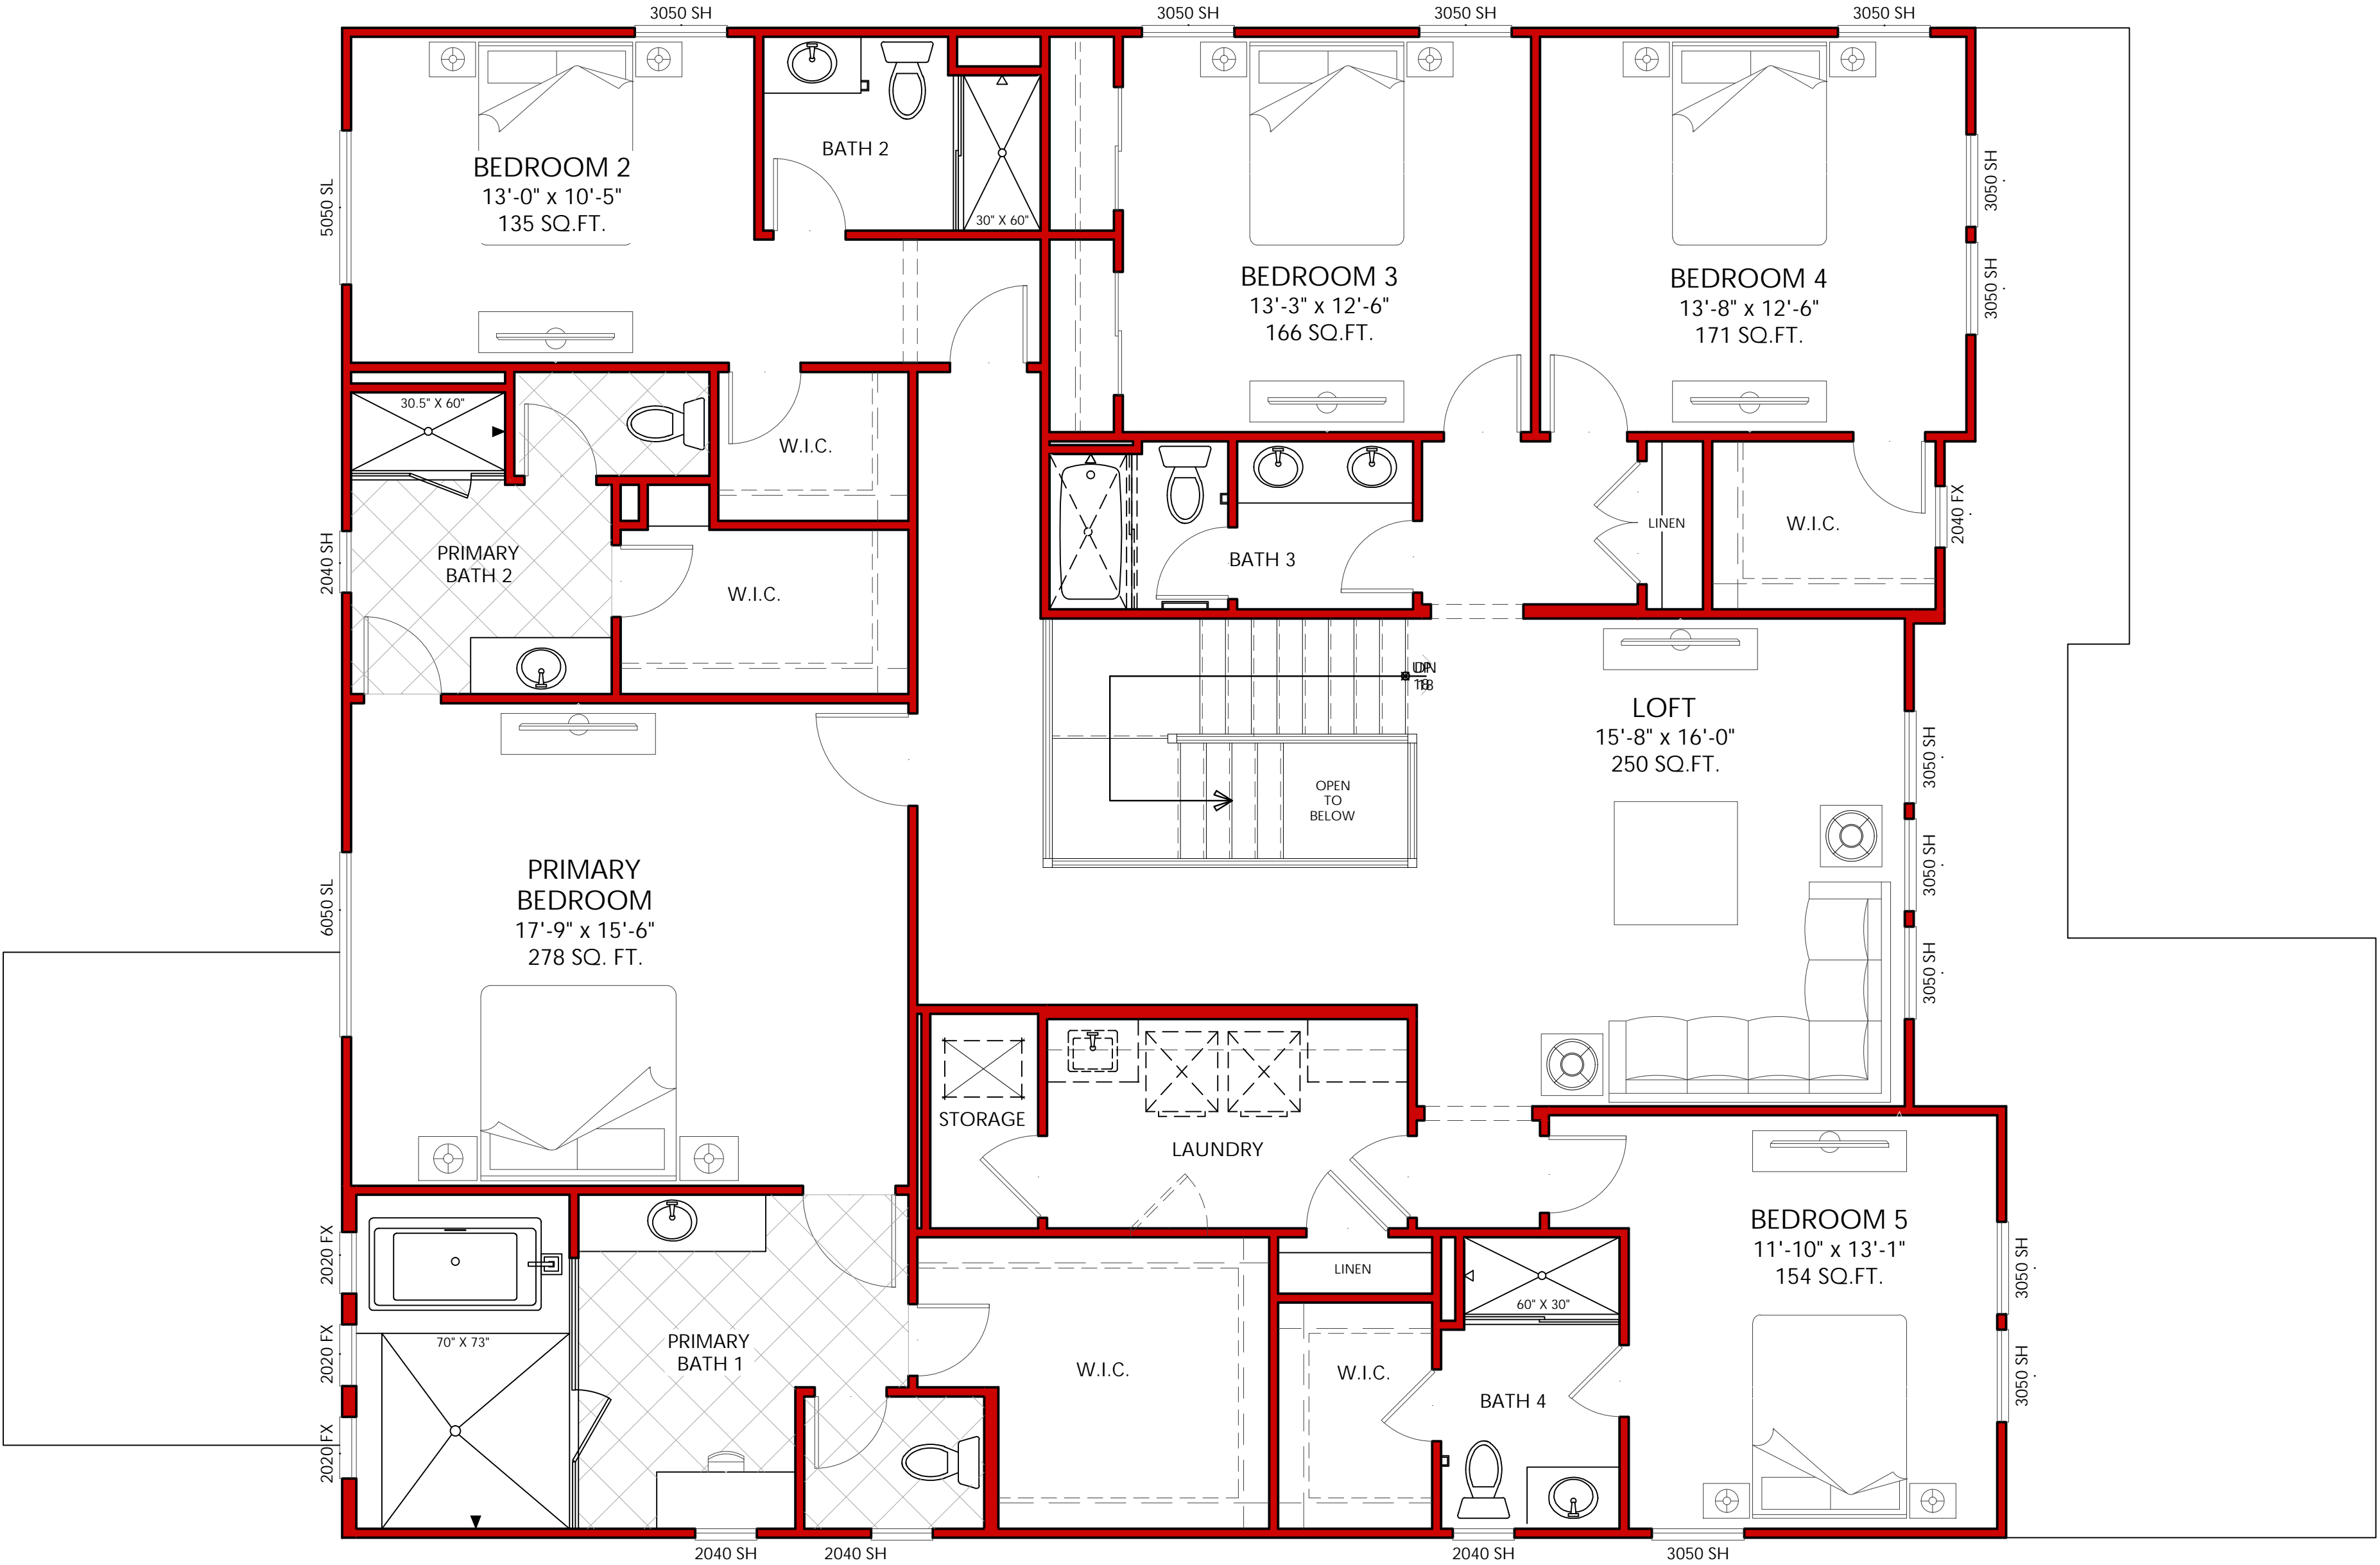 3050 SH
3050 SH
3050 SH
3050 SH
BEDROOM 2
13'-0" x 10'-5"
135 SQ.FT.
5050 SL
BATH 2
30" X 60"
BEDROOM 3
13'-3" x 12'-6"
166 SQ.FT.
BEDROOM 4
13'-8" x 12'-6"
171 SQ.FT.
3050 SH
3050 SH
30.5" X 60"
W.I.C.
2040 SH
PRIMARY
BATH 2
W.I.C.
BATH 3
LINEN
W.I.C.
2040 FX
LOFT
15'-8" x 16'-0"
250 SQ.FT.
OPEN
TO
BELOW
3050 SH
3050 SH
3050 SH
PRIMARY
BEDROOM
17'-9" x 15'-6"
278 SQ. FT.
6050 SL
STORAGE
LAUNDRY
BEDROOM 5
11'-10" x 13'-1"
154 SQ.FT.
3050 SH
3050 SH
2020 FX
2020 FX
2020 FX
70" X 73"
PRIMARY
BATH 1
W.I.C.
LINEN
W.I.C.
60" X 30"
BATH 4
2040 SH
2040 SH
2040 SH
3050 SH